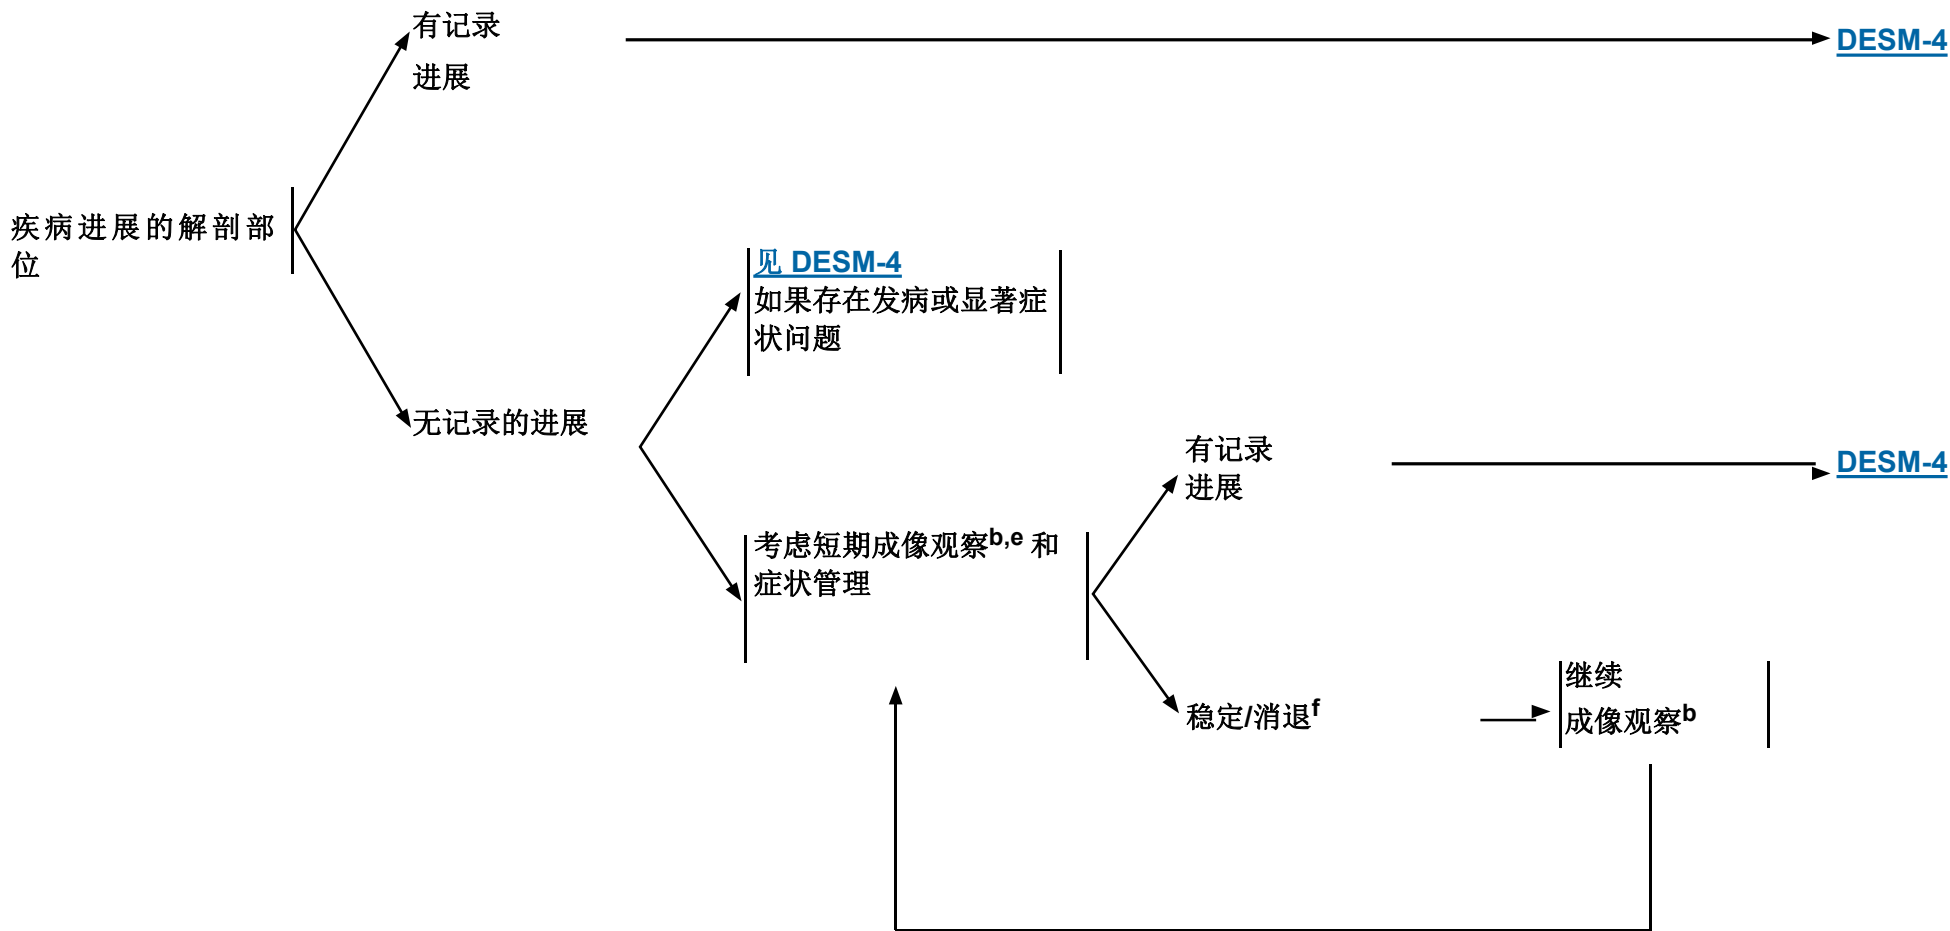 有记录
进展
DESM-4
疾病进展的解剖部
位
见 DESM-4
如果存在发病或显著症
状问题
无记录的进展
有记录
进展
DESM-4
考虑短期成像观察b,e 和
症状管理
稳定/消退f
继续
成像观察b